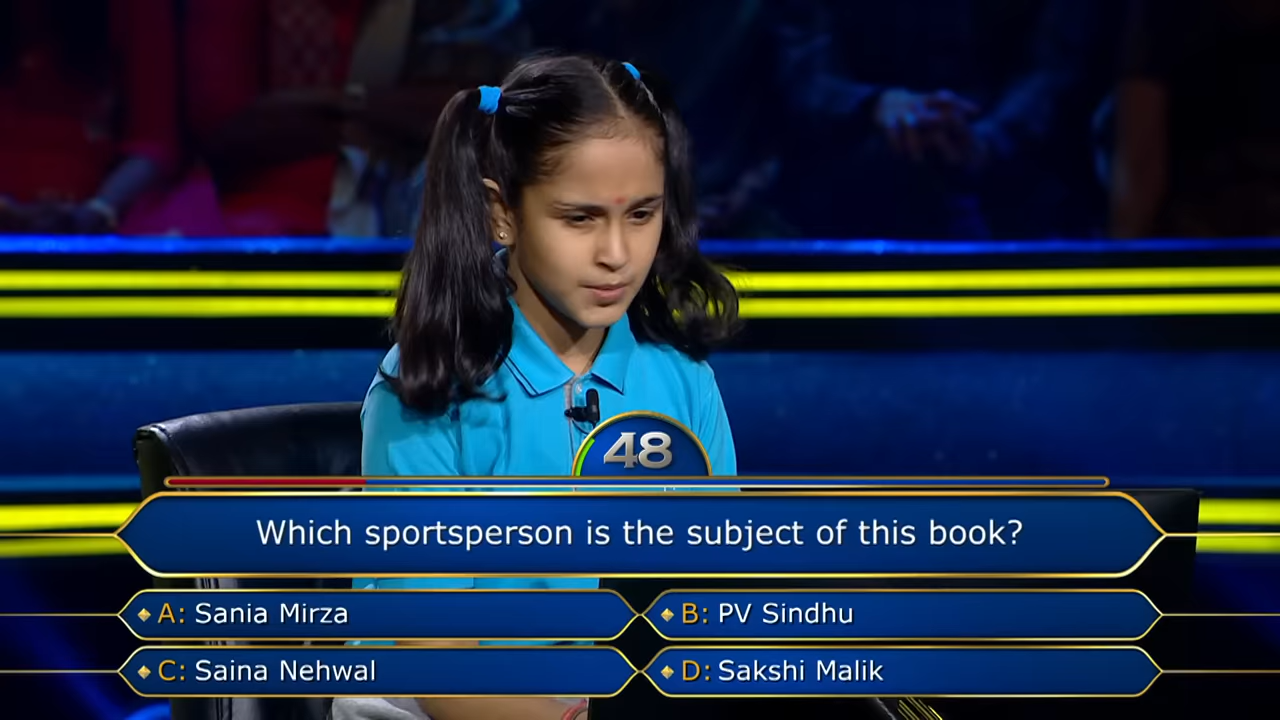 48
Which sportsperson is the subject of this book?
A: Sania Mirza
B: PV Sindhu
C: Saina Nehwal
D: Sakshi Malik